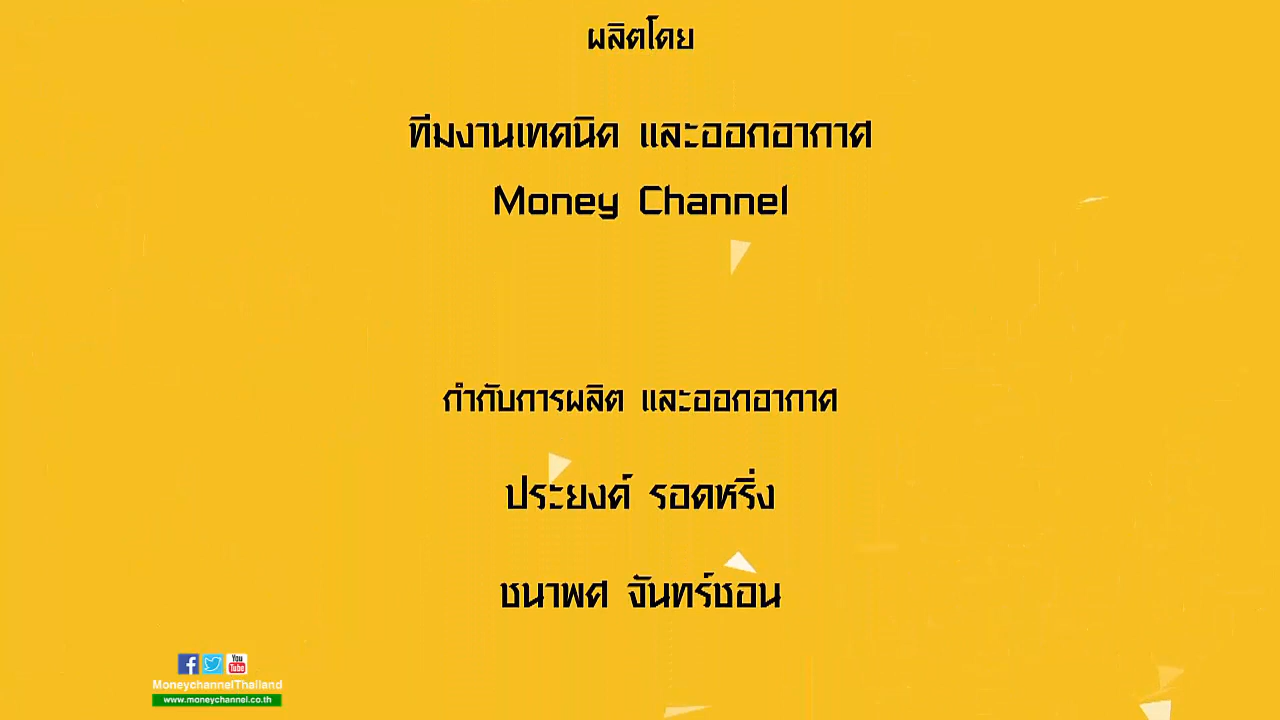 ผลิตโดย
ทีมงานเทคนิค และออกอากาศ
Money Channel
กำกับการผลิต และออกอากาศ
ประยงค์ รอดหริ่ง
ชนาพศ จันทร์ชอน
You
Tube
MoneychannelThailand
www.moneychannel.co.th